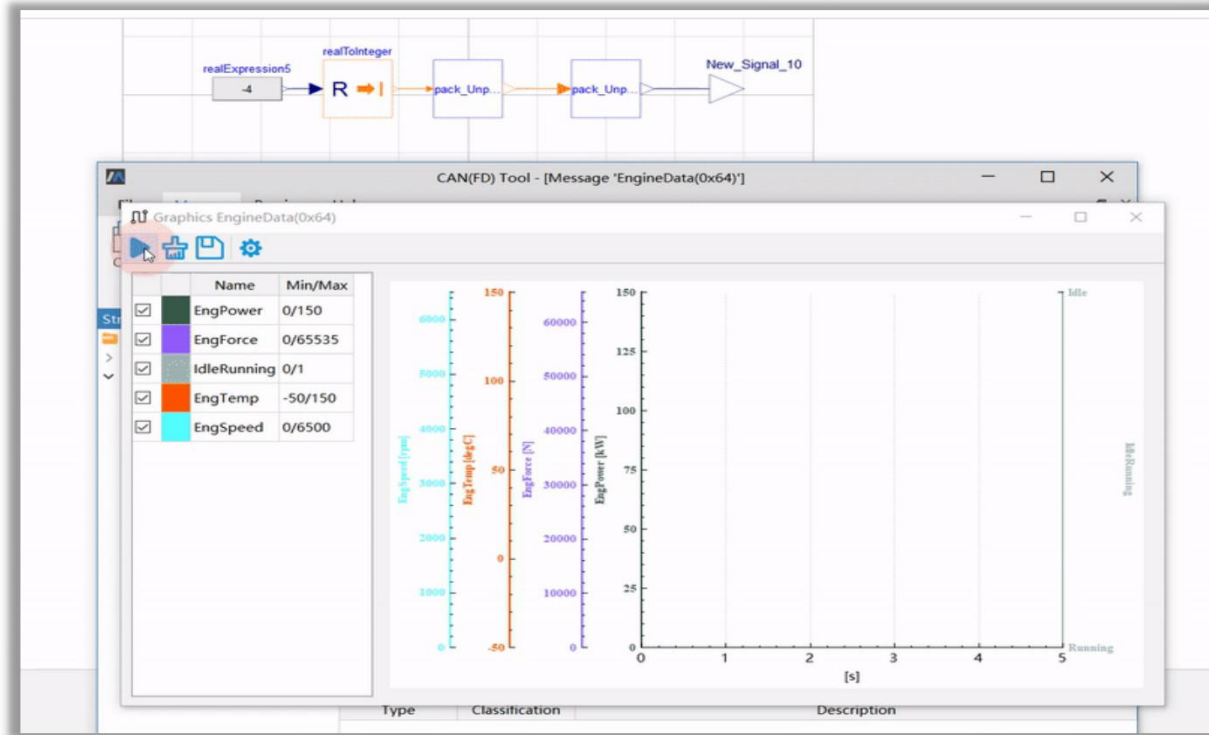 realToInteger
realExpression5
New_Signal_10
-4
R
I
pack_Unp...
pack_Unp...
CAN(FD) Tool - [Message 'EngineData(0x64)']
Graphics EngineData(0x64)
Name Min/Max
EngPower 0/150
EngForce 0/65535
IdleRunning 0/1
EngTemp -50/150
EngSpeed 0/6500
EngSpeed [rpm]
6000
5000
4000
3000
2000
1000
0
EngTemp [degC]
150
100
50
0
-50
EngForce [N]
60000
50000
40000
30000
20000
10000
0
EngPower [kW]
150
125
100
75
50
25
0
Idle
IdleRunning
Running
0 1 2 3 4 5
[s]
Str
Type Classification Description